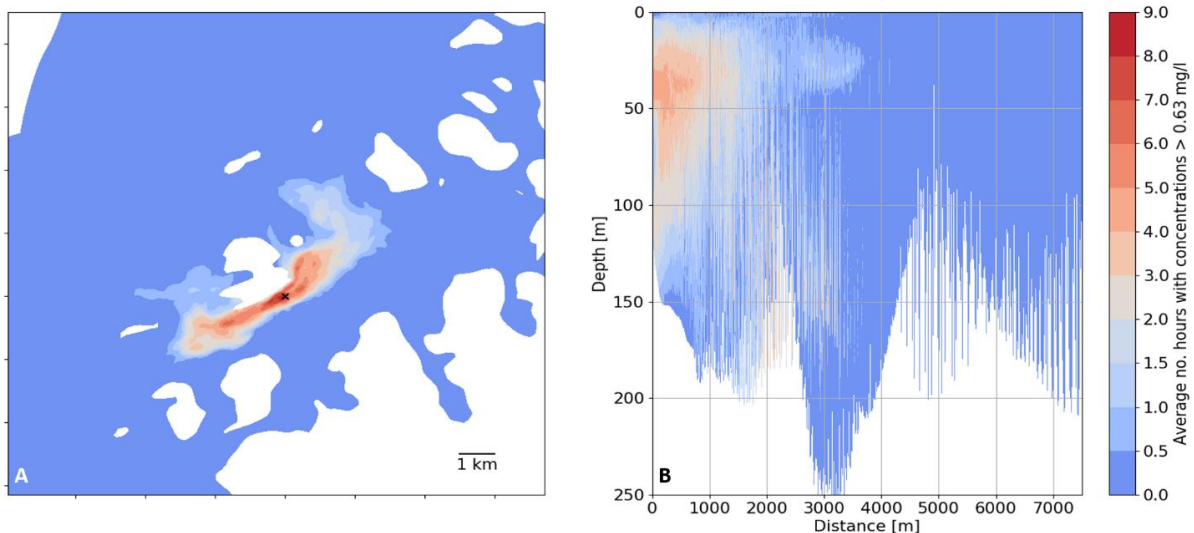 A
1 km
0
50
100
150
200
250
Depth [m]
B
0 1000 2000 3000 4000 5000 6000 7000
Distance [m]
9.0
8.0
7.0
6.0
5.0
4.0
3.0
2.0
1.5
1.0
0.5
0.0
Average no. hours with concentrations > 0.63 mg/l